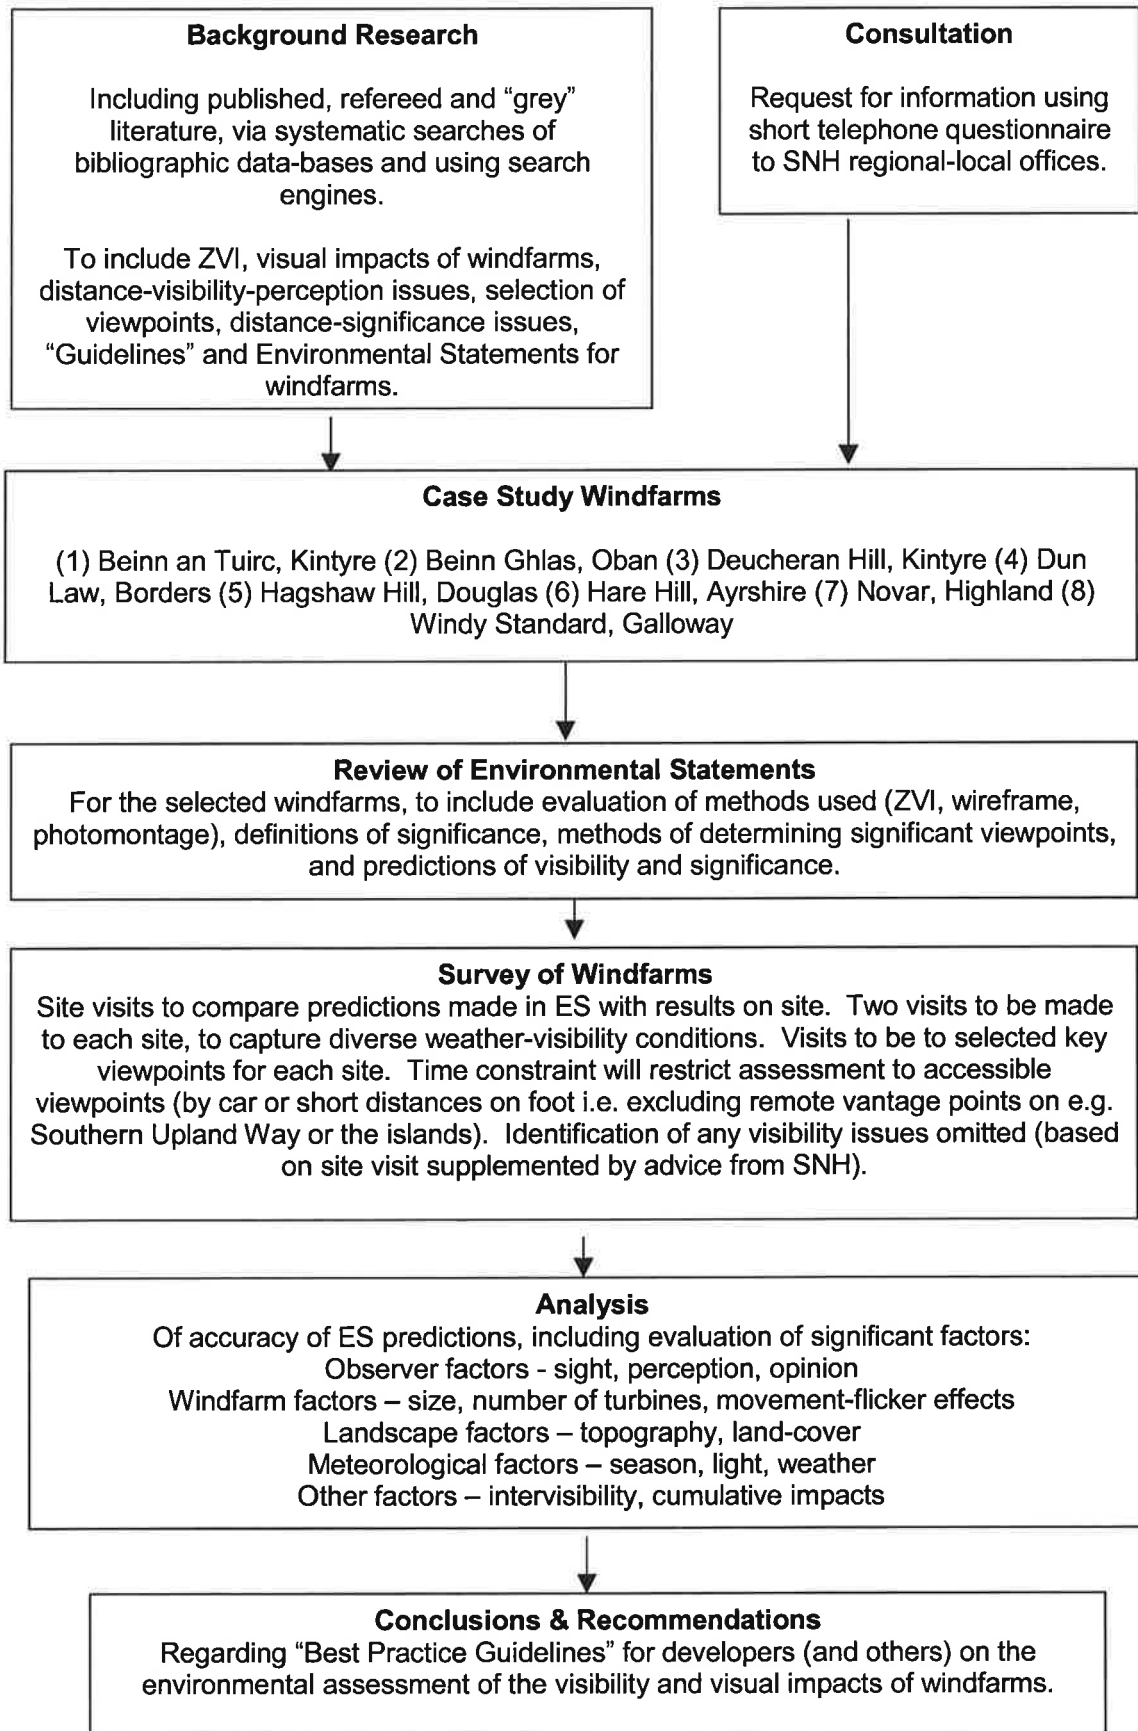 Background Research
Including published, refereed and “grey”
literature, via systematic searches of
bibliographic data-bases and using search
engines.
To include ZVI, visual impacts of windfarms,
distance-visibility-perception issues, selection of
viewpoints, distance-significance issues,
“Guidelines” and Environmental Statements for
windfarms.
Consultation
Request for information using
short telephone questionnaire
to SNH regional-local offices.
Case Study Windfarms
(1) Beinn an Tuirc, Kintyre (2) Beinn Ghlas, Oban (3) Deucheran Hill, Kintyre (4) Dun
Law, Borders (5) Hagshaw Hill, Douglas (6) Hare Hill, Ayrshire (7) Novar, Highland (8)
Windy Standard, Galloway
Review of Environmental Statements
For the selected windfarms, to include evaluation of methods used (ZVI, wireframe,
photomontage), definitions of significance, methods of determining significant viewpoints,
and predictions of visibility and significance.
Survey of Windfarms
Site visits to compare predictions made in ES with results on site. Two visits to be made
to each site, to capture diverse weather-visibility conditions. Visits to be to selected key
viewpoints for each site. Time constraint will restrict assessment to accessible
viewpoints (by car or short distances on foot i.e. excluding remote vantage points on e.g.
Southern Upland Way or the islands). Identification of any visibility issues omitted (based
on site visit supplemented by advice from SNH).
Analysis
Of accuracy of ES predictions, including evaluation of significant factors:
Observer factors - sight, perception, opinion
Windfarm factors – size, number of turbines, movement-flicker effects
Landscape factors – topography, land-cover
Meteorological factors – season, light, weather
Other factors – intervisibility, cumulative impacts
Conclusions & Recommendations
Regarding “Best Practice Guidelines” for developers (and others) on the
environmental assessment of the visibility and visual impacts of windfarms.